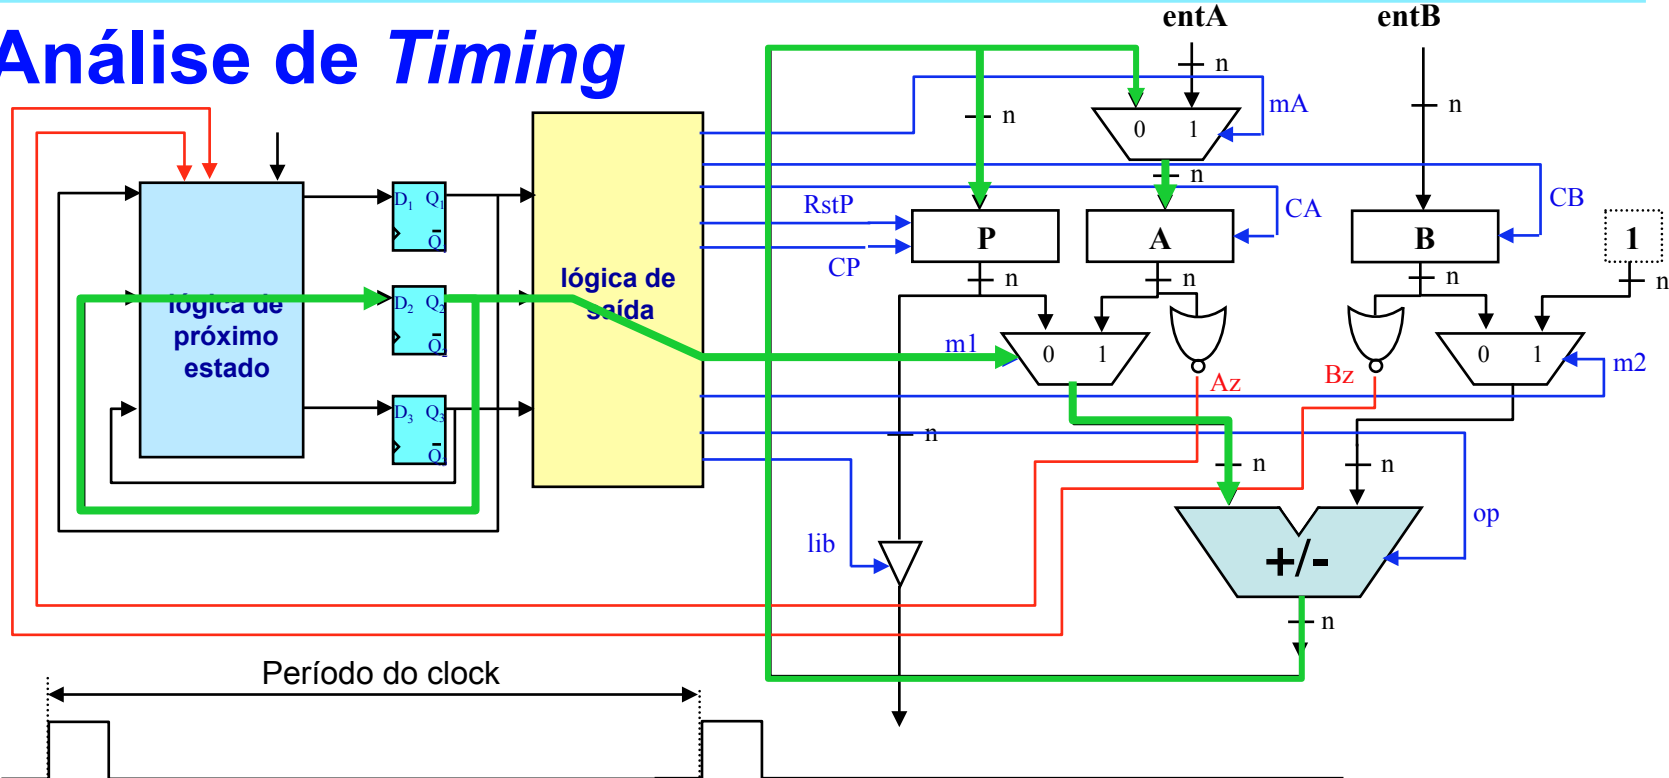 Análise de Timing
entA
entB
n
n
n
mA
0 1
n
CA
CB
RstP
CP
P
A
B
1
n
n
n
n
D1 Q1
Q
D2 Q2
Q2
D3 Q3
Q
lógica de
próximo
estado
lógica de
saída
m1
0 1
0 1
m2
Az
Bz
n
n
n
op
lib
+/-
n
Período do clock